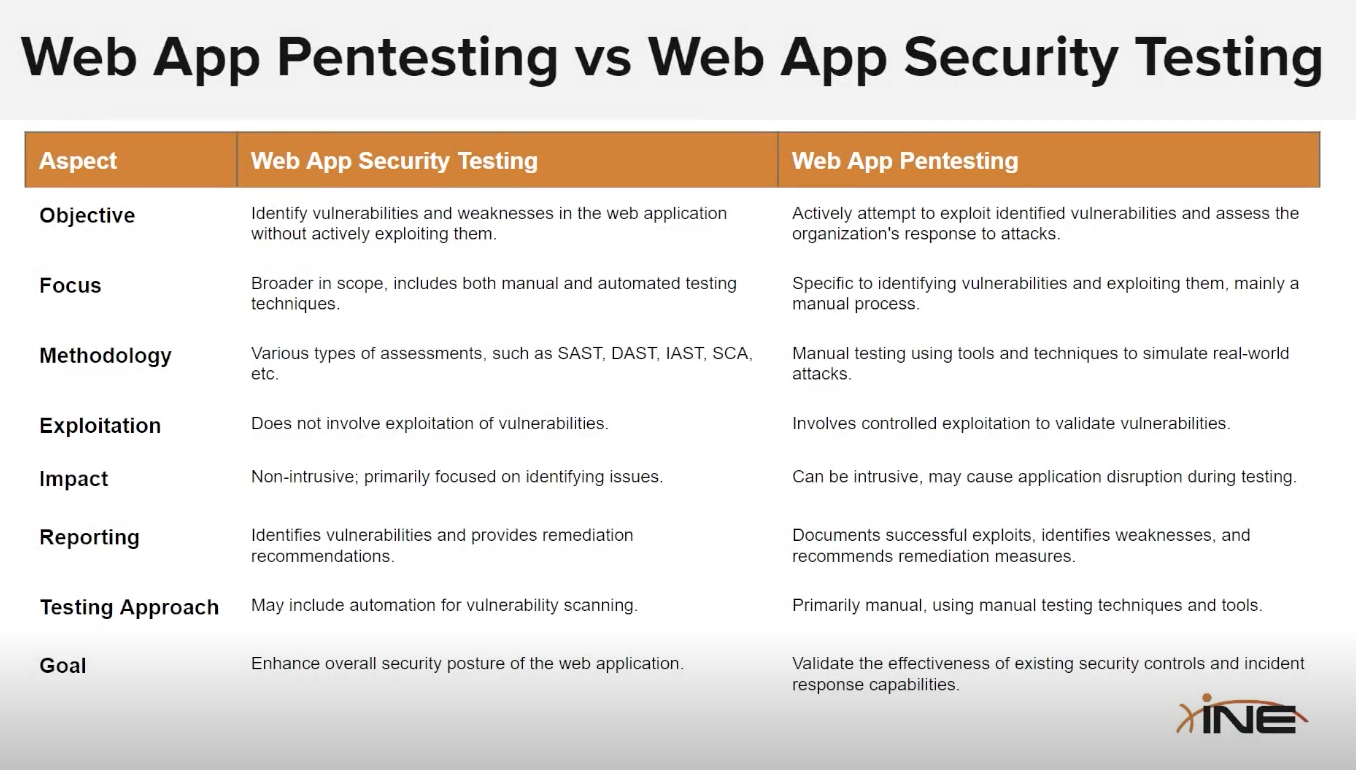 Web App Pentesting vs Web App Security Testing
Aspect
Web App Security Testing
Web App Pentesting
Objective
Identify vulnerabilities and weaknesses in the web application
without actively exploiting them.
Actively attempt to exploit identified vulnerabilities and assess the
organization's response to attacks.
Focus
Broader in scope, includes both manual and automated testing
techniques.
Specific to identifying vulnerabilities and exploiting them, mainly a
manual process.
Methodology
Various types of assessments, such as SAST, DAST, IAST, SCA,
etc.
Manual testing using tools and techniques to simulate real-world
attacks.
Exploitation
Does not involve exploitation of vulnerabilities.
Involves controlled exploitation to validate vulnerabilities.
Impact
Non-intrusive; primarily focused on identifying issues.
Can be intrusive, may cause application disruption during testing.
Reporting
Identifies vulnerabilities and provides remediation
recommendations.
Documents successful exploits, identifies weaknesses, and
recommends remediation measures.
Testing Approach
May include automation for vulnerability scanning.
Primarily manual, using manual testing techniques and tools.
Goal
Enhance overall security posture of the web application.
Validate the effectiveness of existing security controls and incident
response capabilities.
INE